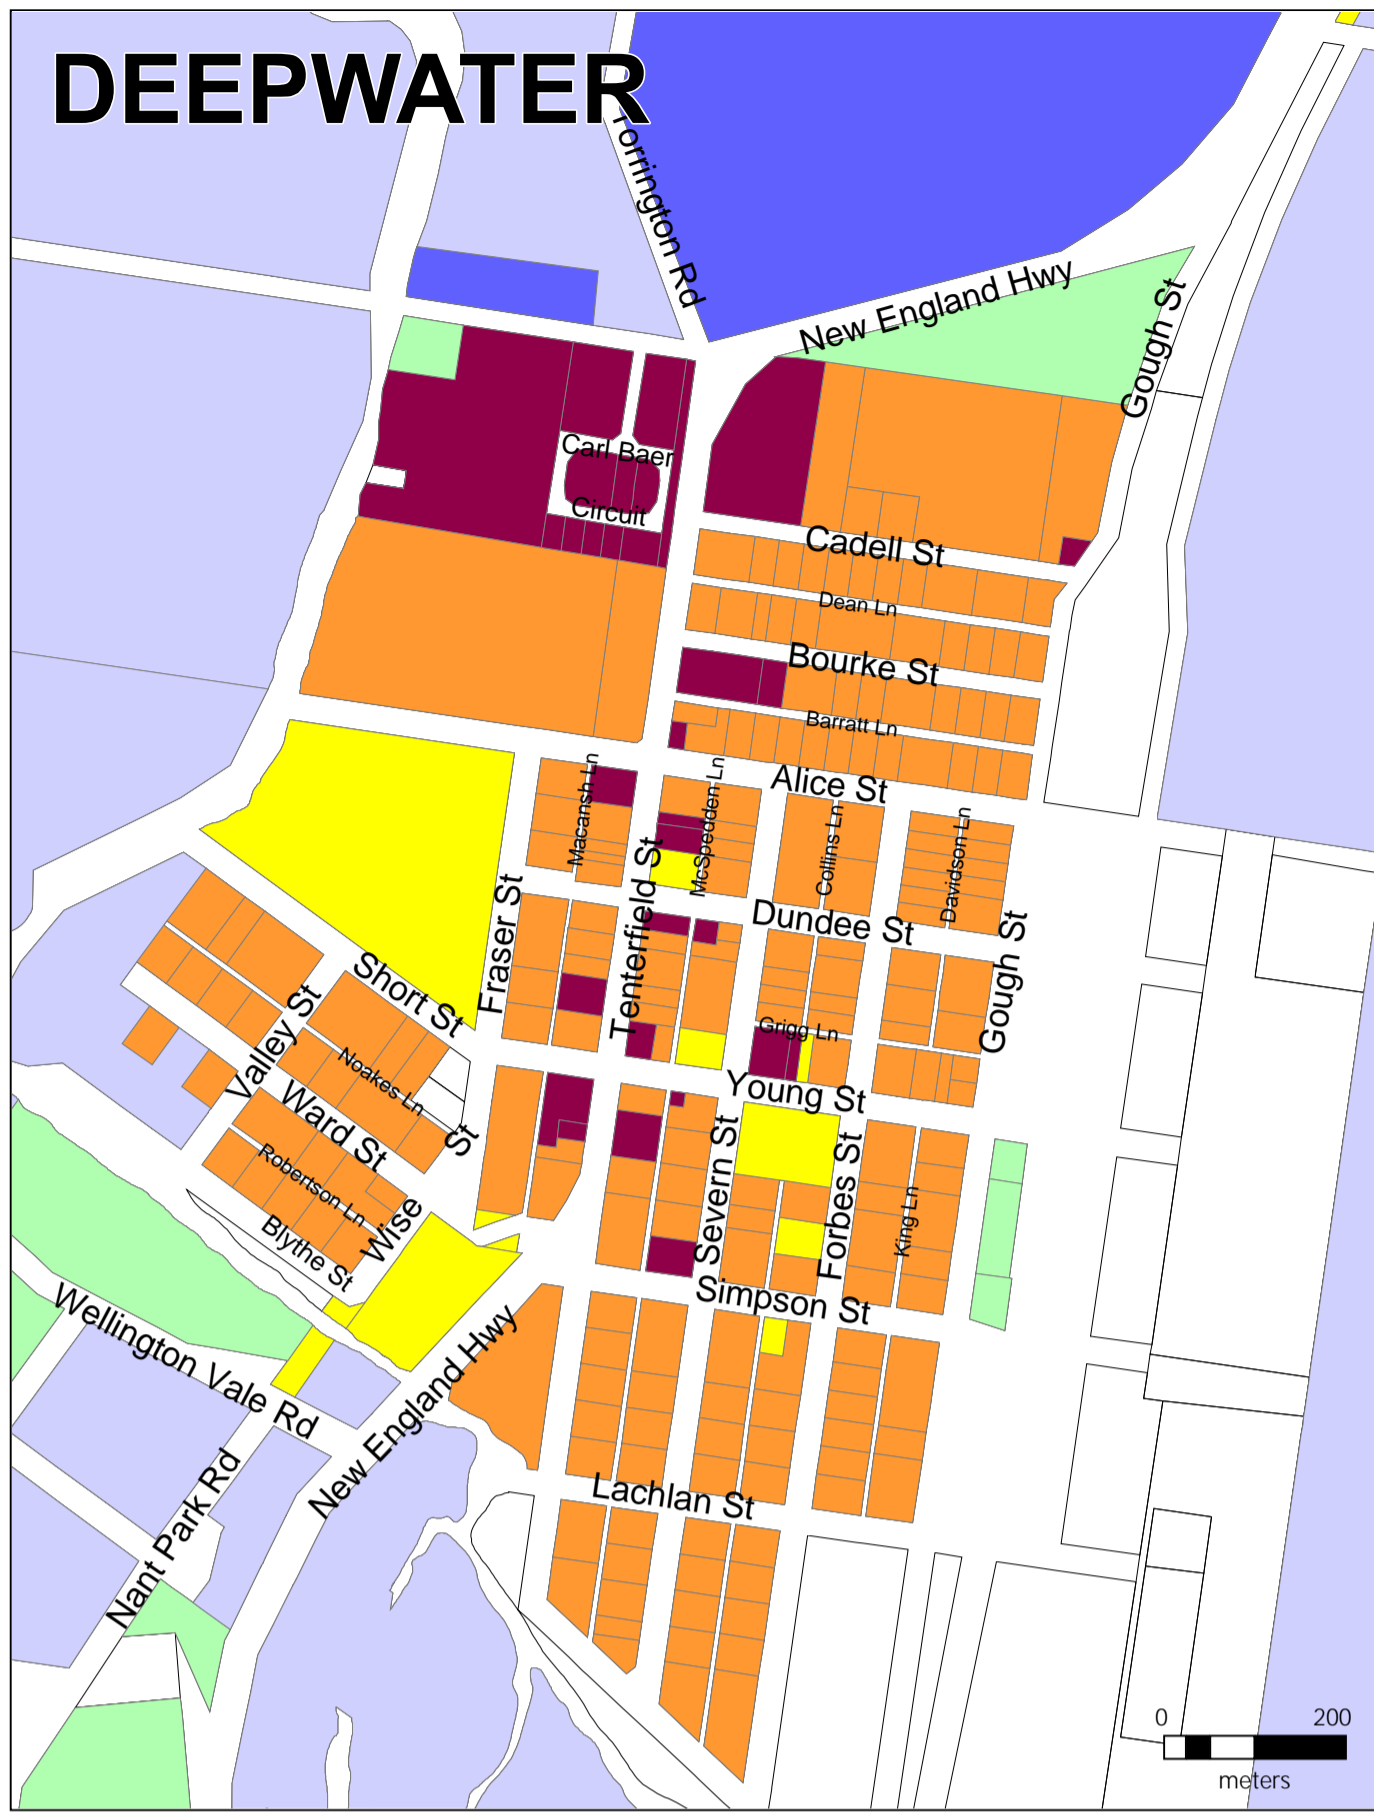 DEEPWATER
Torrington Rd
New England Hwy
Gough St
Carl Baer
Circuit
Cadell St
Dean Ln
Bourke St
Barratt Ln
Alice St
Macansh Ln
McSpedden Ln
Collins Ln
Davidson Ln
Tenterfield St
Fraser St
Dundee St
Gough St
Short St
Valley St
Grigg Ln
Noakes Ln
Young St
Ward St
Wise St
Severn St
Forbes St
King Ln
Robertson Ln
Blythe St
Simpson St
Wellington Vale Rd
New England Hwy
Nant Park Rd
Lachlan St
0 200
meters